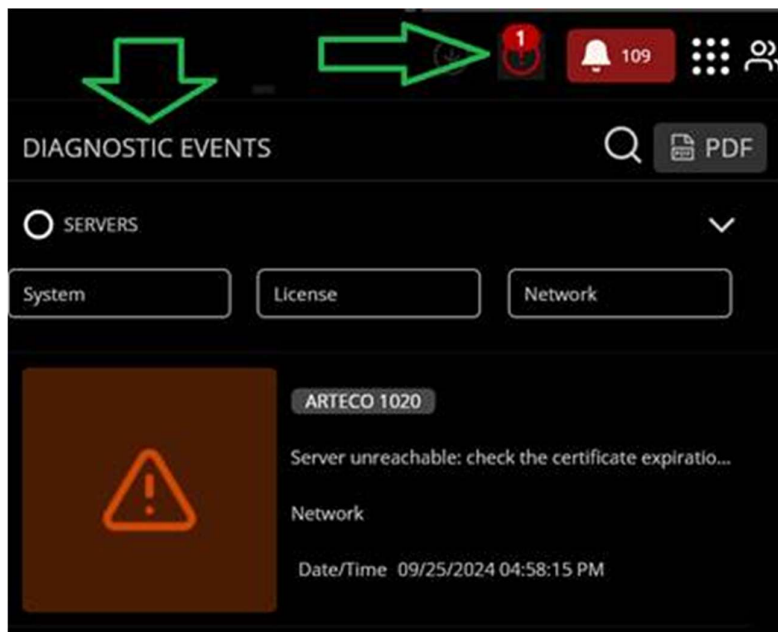 1
109
DIAGNOSTIC EVENTS
PDF
SERVERS
System
License
Network
ARTECO 1020
Server unreachable: check the certificate expiratio...
Network
Date/Time 09/25/2024 04:58:15 PM